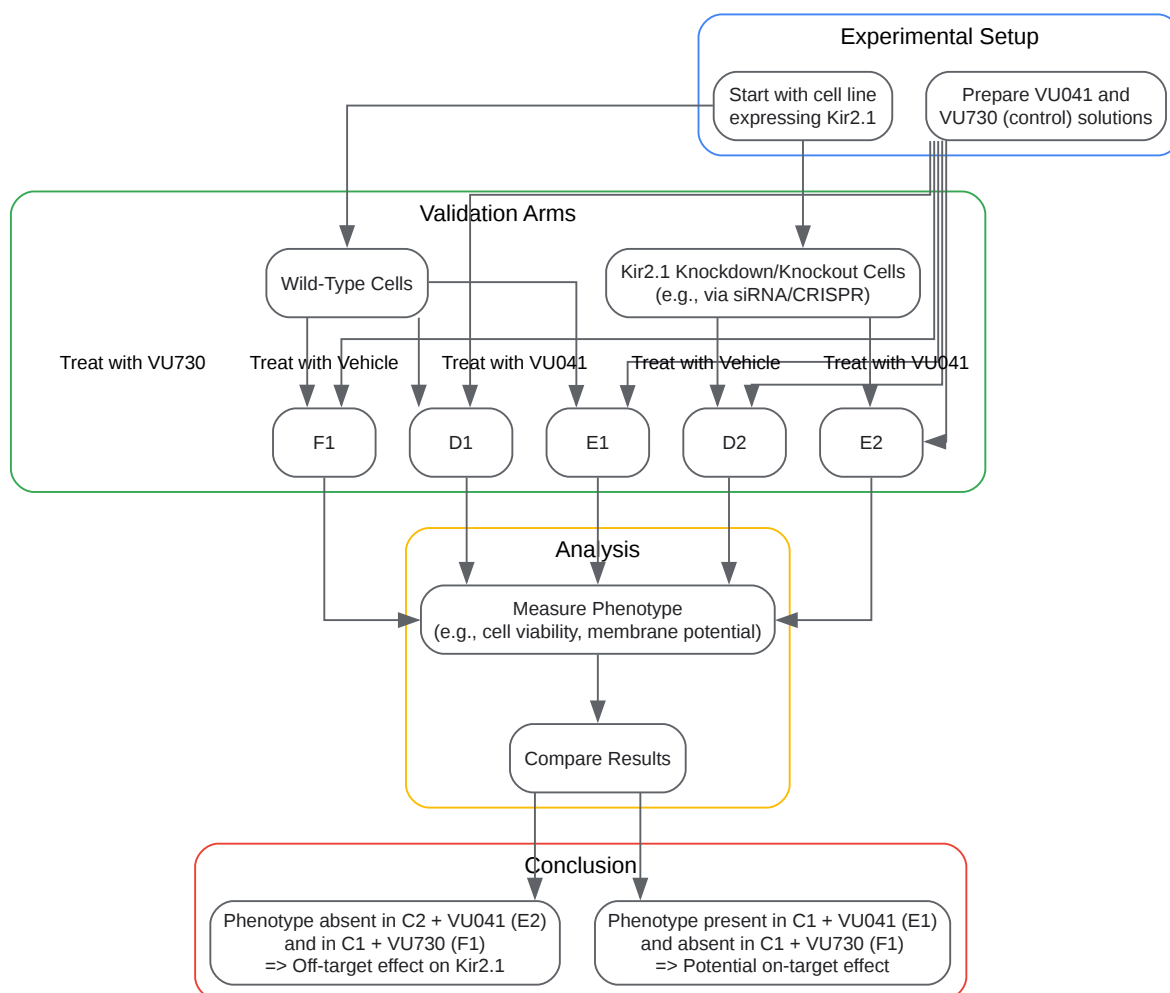 Experimental Setup
Start with cell line
expressing Kir2.1
Prepare VU041 and
VU730 (control) solutions
Validation Arms
Wild-Type Cells
Kir2.1 Knockdown/Knockout Cells
(e.g., via siRNA/CRISPR)
Treat with VU730
Treat with Vehicle
Treat with VU041
Treat with Vehicle
Treat with VU041
F1
D1
E1
D2
E2
Analysis
Measure Phenotype
(e.g., cell viability, membrane potential)
Compare Results
Conclusion
Phenotype absent in C2 + VU041 (E2)
and in C1 + VU730 (F1)
=> Off-target effect on Kir2.1
Phenotype present in C1 + VU041 (E1)
and absent in C1 + VU730 (F1)
=> Potential on-target effect